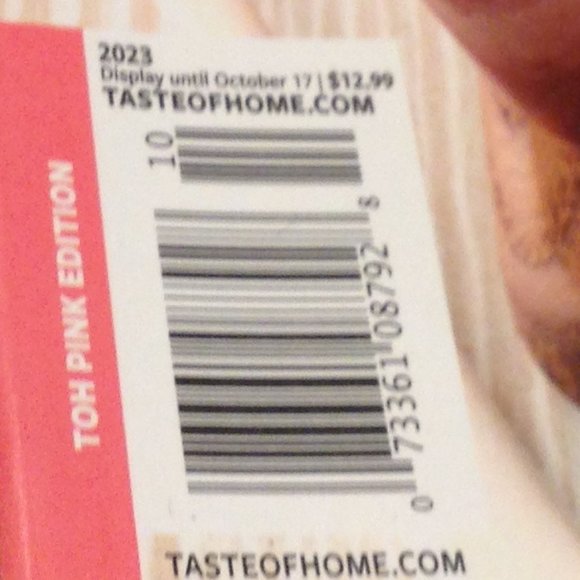 2023
Display until October 17 | $12.99
TASTEOFHOME.COM
10
8
0 73361 08792
TOH PINK EDITION
TASTEOFHOME.COM